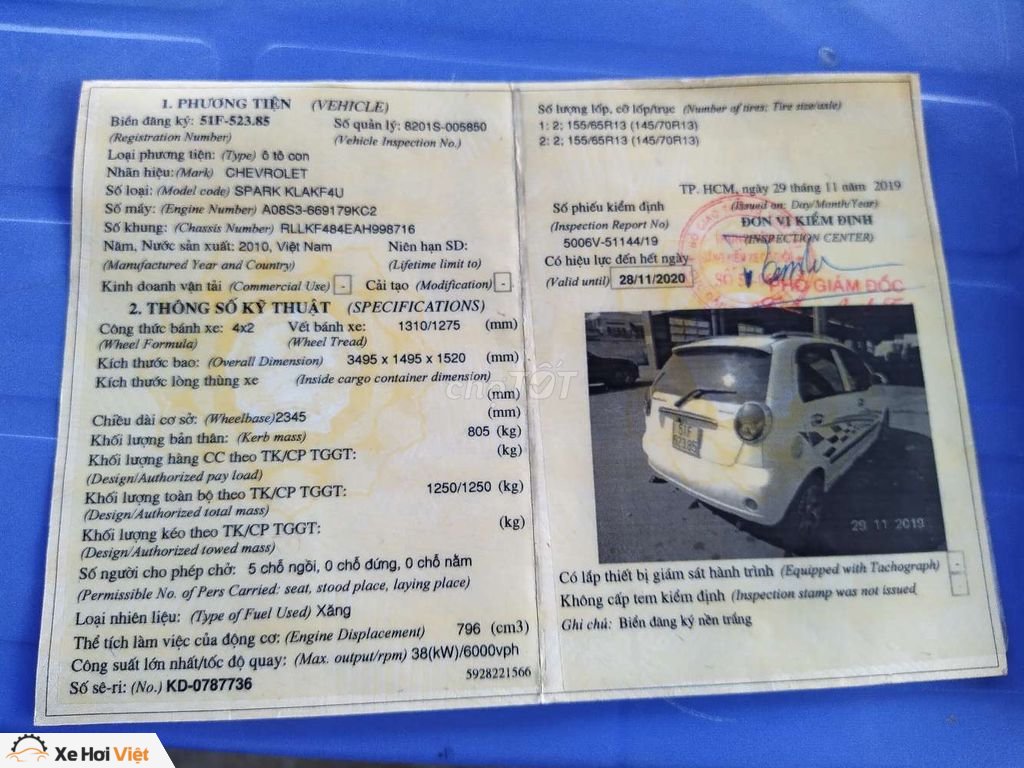 1. PHƯƠNG TIỆN (VEHICLE)
Biển đăng ký: 51F-523.85 Số quản lý: 8201S-005850
(Registration Number) (Vehicle Inspection No.)
Loại phương tiện: (Type) ô tô con
Nhãn hiệu: (Mark) CHEVROLET
Số loại: (Model code) SPARK KLAKF4U
Số máy: (Engine Number) A08S3-669179KC2
Số khung: (Chassis Number) RLLKF484EAH998716
Năm, Nước sản xuất: 2010, Việt Nam Niên hạn SD:
(Manufactured Year and Country) (Lifetime limit to)
Kinh doanh vận tải (Commercial Use) - Cải tạo (Modification) -
2. THÔNG SỐ KỸ THUẬT (SPECIFICATIONS)
Công thức bánh xe: 4x2 Vết bánh xe: 1310/1275 (mm)
(Wheel Formula) (Wheel Tread)
Kích thước bao: (Overall Dimension) 3495 x 1495 x 1520 (mm)
Kích thước lòng thùng xe (Inside cargo container dimension)
(mm)
Chiều dài cơ sở: (Wheelbase)2345 (mm)
Khối lượng bản thân: (Kerb mass) 805 (kg)
Khối lượng hàng CC theo TK/CP TGGT: (kg)
(Design/Authorized pay load)
Khối lượng toàn bộ theo TK/CP TGGT: 1250/1250 (kg)
(Design/Authorized total mass)
Khối lượng kéo theo TK/CP TGGT: (kg)
(Design/Authorized towed mass)
Số người cho phép chở: 5 chỗ ngồi, 0 chỗ đứng, 0 chỗ nằm
(Permissible No. of Pers Carried: seat, stood place, laying place)
Loại nhiên liệu: (Type of Fuel Used) Xăng
Thể tích làm việc của động cơ: (Engine Displacement) 796 (cm3)
Công suất lớn nhất/tốc độ quay: (Max. output/rpm) 38(kW)/6000vph
Số sê-ri: (No.) KD-0787736 5928221566
Số lượng lốp, cỡ lốp/trục (Number of tires: Tire size/axle)
1: 2; 155/65R13 (145/70R13)
2: 2; 155/65R13 (145/70R13)
TP. HCM, ngày 29 tháng 11 năm 2019
(Issued on: Day/Month/Year)
Số phiếu kiểm định ĐƠN VỊ KIỂM ĐỊNH
(Inspection Report No) (INSPECTION CENTER)
5006V-51144/19
Có hiệu lực đến hết ngày
(Valid until) 28/11/2020
PHÓ GIÁM ĐỐC
chợTỐT
51F
523.85
29 11 2019
Có lắp thiết bị giám sát hành trình (Equipped with Tachograph) -
Không cấp tem kiểm định (Inspection stamp was not issued -
Ghi chú: Biển đăng ký nền trắng
Xe Hơi Việt